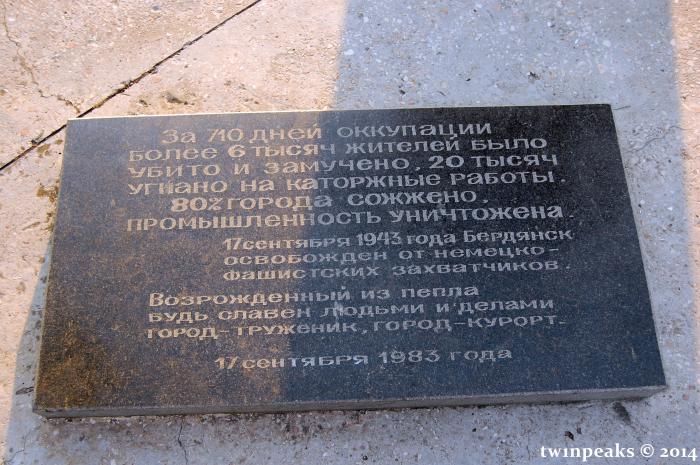 За 710 дней оккупации
более 6 тысяч жителей было
убито и замучено, 20 тысяч
угнано на каторжные работы.
80% города сожжено.
промышленность уничтожена.
17 сентября 1943 года Бердянск
освобожден от немецко-
фашистских захватчиков.
Возрожденный из пепла
будь славен людьми и делами
город-труженик, город-курорт.
17 сентября 1983 года
twinpeaks © 2014